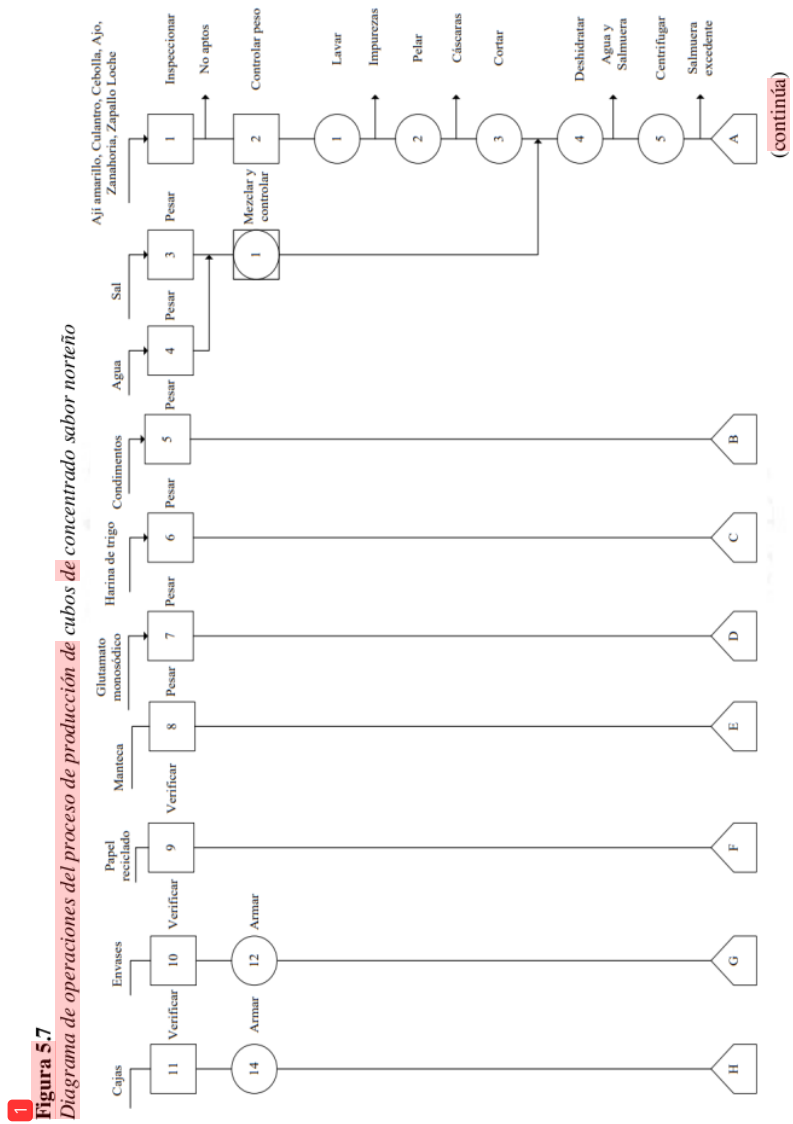 1
Figura 5.7
Diagrama de operaciones del proceso de producción de cubos de concentrado sabor norteño
Cajas
11
Verificar
14
Armar
H
Envases
10
Verificar
12
Armar
G
Papel
reciclado
9
Verificar
F
Manteca
8
Pesar
E
Glutamato
monosódico
7
Pesar
D
Harina de trigo
6
Pesar
C
Condimentos
5
Pesar
B
Agua
4
Pesar
Sal
3
Pesar
1
Mezclar y
controlar
Ají amarillo, Culantro, Cebolla, Ajo,
Zanahoria, Zapallo Loche
1
Inspeccionar
No aptos
2
Controlar peso
1
Lavar
Impurezas
2
Pelar
Cáscaras
3
Cortar
4
Deshidratar
Agua y
Salmuera
5
Centrifugar
Salmuera
excedente
A
(continúa)